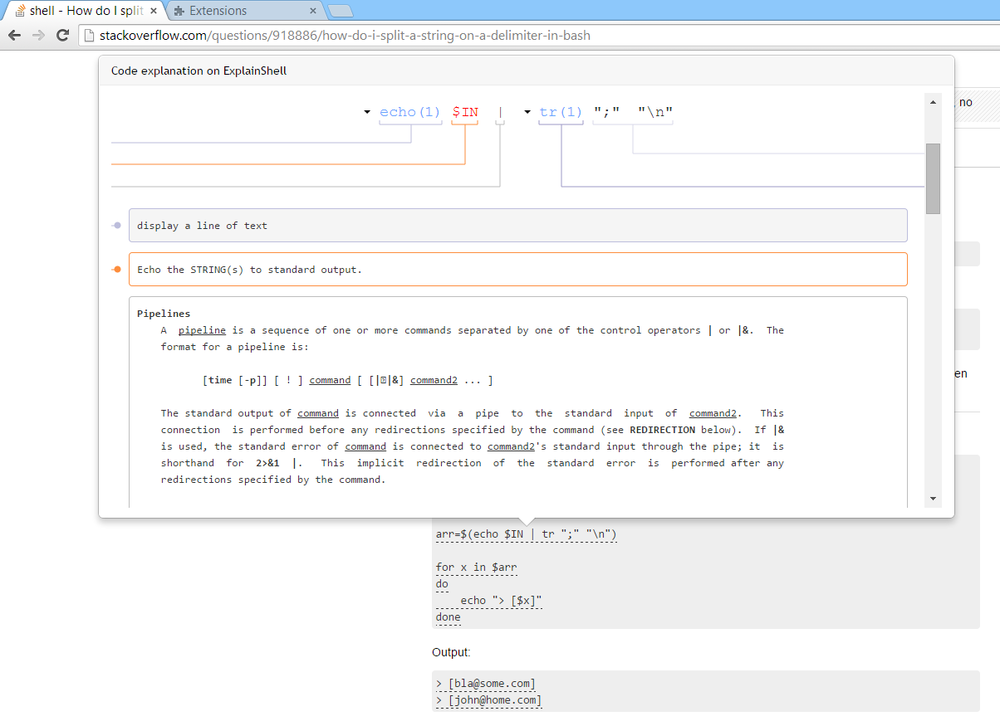 shell - How do I split
Extensions
stackoverflow.com/questions/918886/how-do-i-split-a-string-on-a-delimiter-in-bash
Code explanation on ExplainShell
no
echo(1) $IN | tr(1) ";" "\n"
display a line of text
Echo the STRING(s) to standard output.
Pipelines
A pipeline is a sequence of one or more commands separated by one of the control operators | or |&. The
format for a pipeline is:
en
[time [-p]] [ ! ] command [ [|▯|&] command2 ... ]
The standard output of command is connected via a pipe to the standard input of command2. This
connection is performed before any redirections specified by the command (see REDIRECTION below). If |&
is used, the standard error of command is connected to command2's standard input through the pipe; it is
shorthand for 2>&1 |. This implicit redirection of the standard error is performed after any
redirections specified by the command.
arr=$(echo $IN | tr ";" "\n")
for x in $arr
do
echo "> [$x]"
done
Output:
> [bla@some.com]
> [john@home.com]